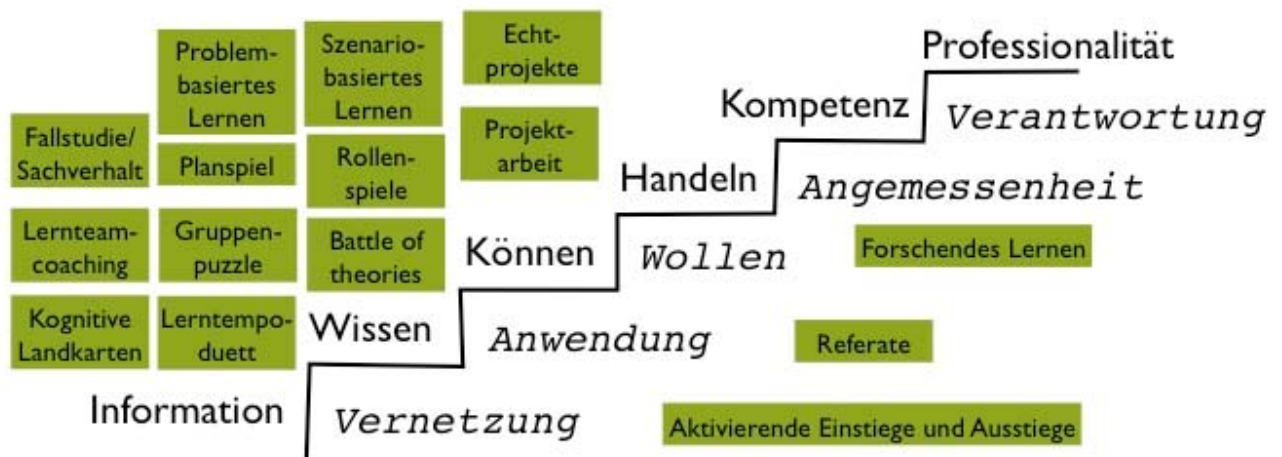 Problem-
basiertes
Lernen
Szenario-
basiertes
Lernen
Echt-
projekte
Professionalität
Fallstudie/
Sachverhalt
Planspiel
Rollen-
spiele
Projekt-
arbeit
Kompetenz
Verantwortung
Handeln
Angemessenheit
Lernteam-
coaching
Gruppen-
puzzle
Battle of
theories
Können
Wollen
Forschendes Lernen
Kognitive
Landkarten
Lerntempo-
duett
Wissen
Anwendung
Referate
Information
Vernetzung
Aktivierende Einstiege und Ausstiege